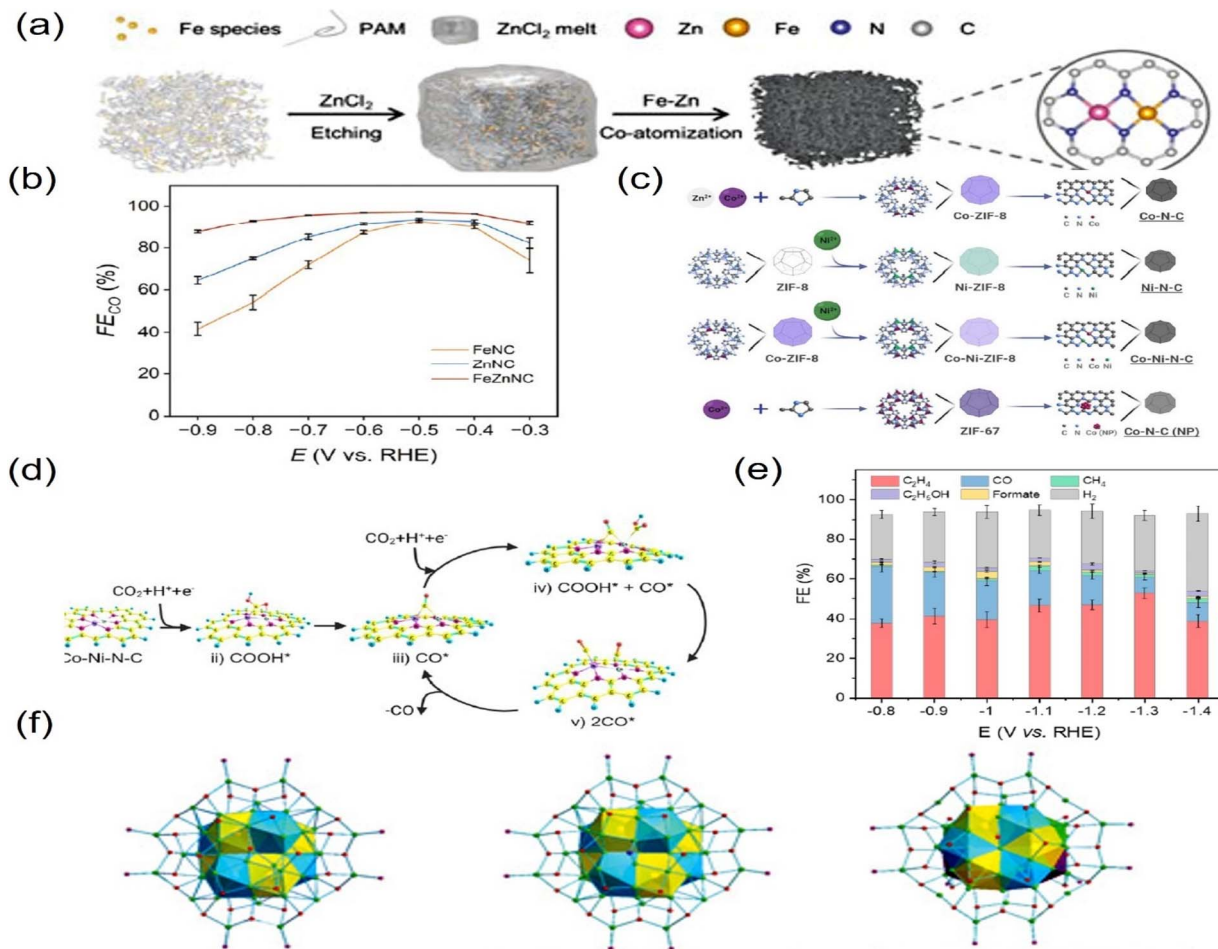 (a)
Fe species PAM ZnCl₂ melt Zn Fe N C
ZnCl₂
Etching
Fe-Zn
Co-atomization
(b)
FE_CO (%)
100
80
60
40
20
0
FeNC
ZnNC
FeZnNC
−0.9 −0.8 −0.7 −0.6 −0.5 −0.4 −0.3
E (V vs. RHE)
(c)
Zn²⁺ Co²⁺ +
Co-ZIF-8
C N Co
Co-N-C
Ni²⁺
ZIF-8
Ni-ZIF-8
C N Ni
Ni-N-C
Ni²⁺
Co-ZIF-8
Co-Ni-ZIF-8
C N Co Ni
Co-Ni-N-C
Co²⁺ +
ZIF-67
C N Co (NP)
Co-N-C (NP)
(d)
CO₂+H⁺+e⁻
Co-Ni-N-C
ii) COOH*
iii) CO*
CO₂+H⁺+e⁻
iv) COOH* + CO*
v) 2CO*
-CO
(e)
C₂H₄ CO CH₄
C₂H₅OH Formate H₂
FE (%)
100
80
60
40
20
0
-0.8 -0.9 -1 -1.1 -1.2 -1.3 -1.4
E (V vs. RHE)
(f)